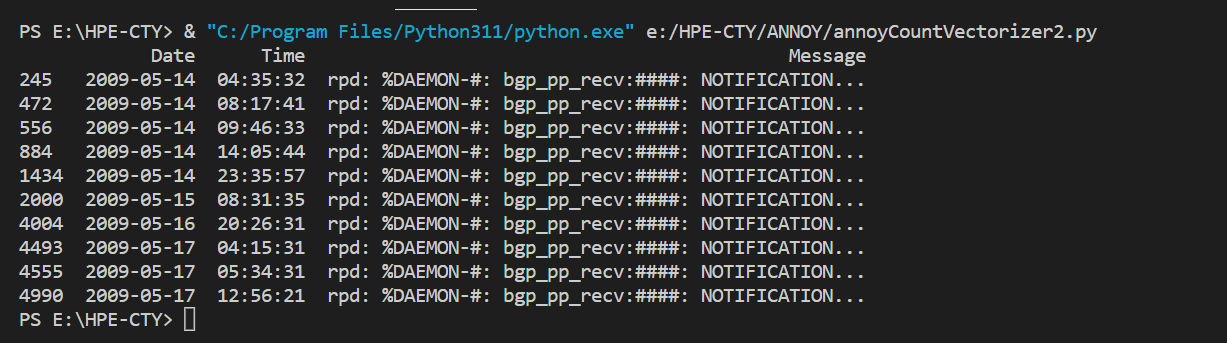 PS E:\HPE-CTY> & "C:/Program Files/Python311/python.exe" e:/HPE-CTY/ANNOY/annoyCountVectorizer2.py
Date Time Message
245 2009-05-14 04:35:32 rpd: %DAEMON-#: bgp_pp_recv:####: NOTIFICATION...
472 2009-05-14 08:17:41 rpd: %DAEMON-#: bgp_pp_recv:####: NOTIFICATION...
556 2009-05-14 09:46:33 rpd: %DAEMON-#: bgp_pp_recv:####: NOTIFICATION...
884 2009-05-14 14:05:44 rpd: %DAEMON-#: bgp_pp_recv:####: NOTIFICATION...
1434 2009-05-14 23:35:57 rpd: %DAEMON-#: bgp_pp_recv:####: NOTIFICATION...
2000 2009-05-15 08:31:35 rpd: %DAEMON-#: bgp_pp_recv:####: NOTIFICATION...
4004 2009-05-16 20:26:31 rpd: %DAEMON-#: bgp_pp_recv:####: NOTIFICATION...
4493 2009-05-17 04:15:31 rpd: %DAEMON-#: bgp_pp_recv:####: NOTIFICATION...
4555 2009-05-17 05:34:31 rpd: %DAEMON-#: bgp_pp_recv:####: NOTIFICATION...
4990 2009-05-17 12:56:21 rpd: %DAEMON-#: bgp_pp_recv:####: NOTIFICATION...
PS E:\HPE-CTY>